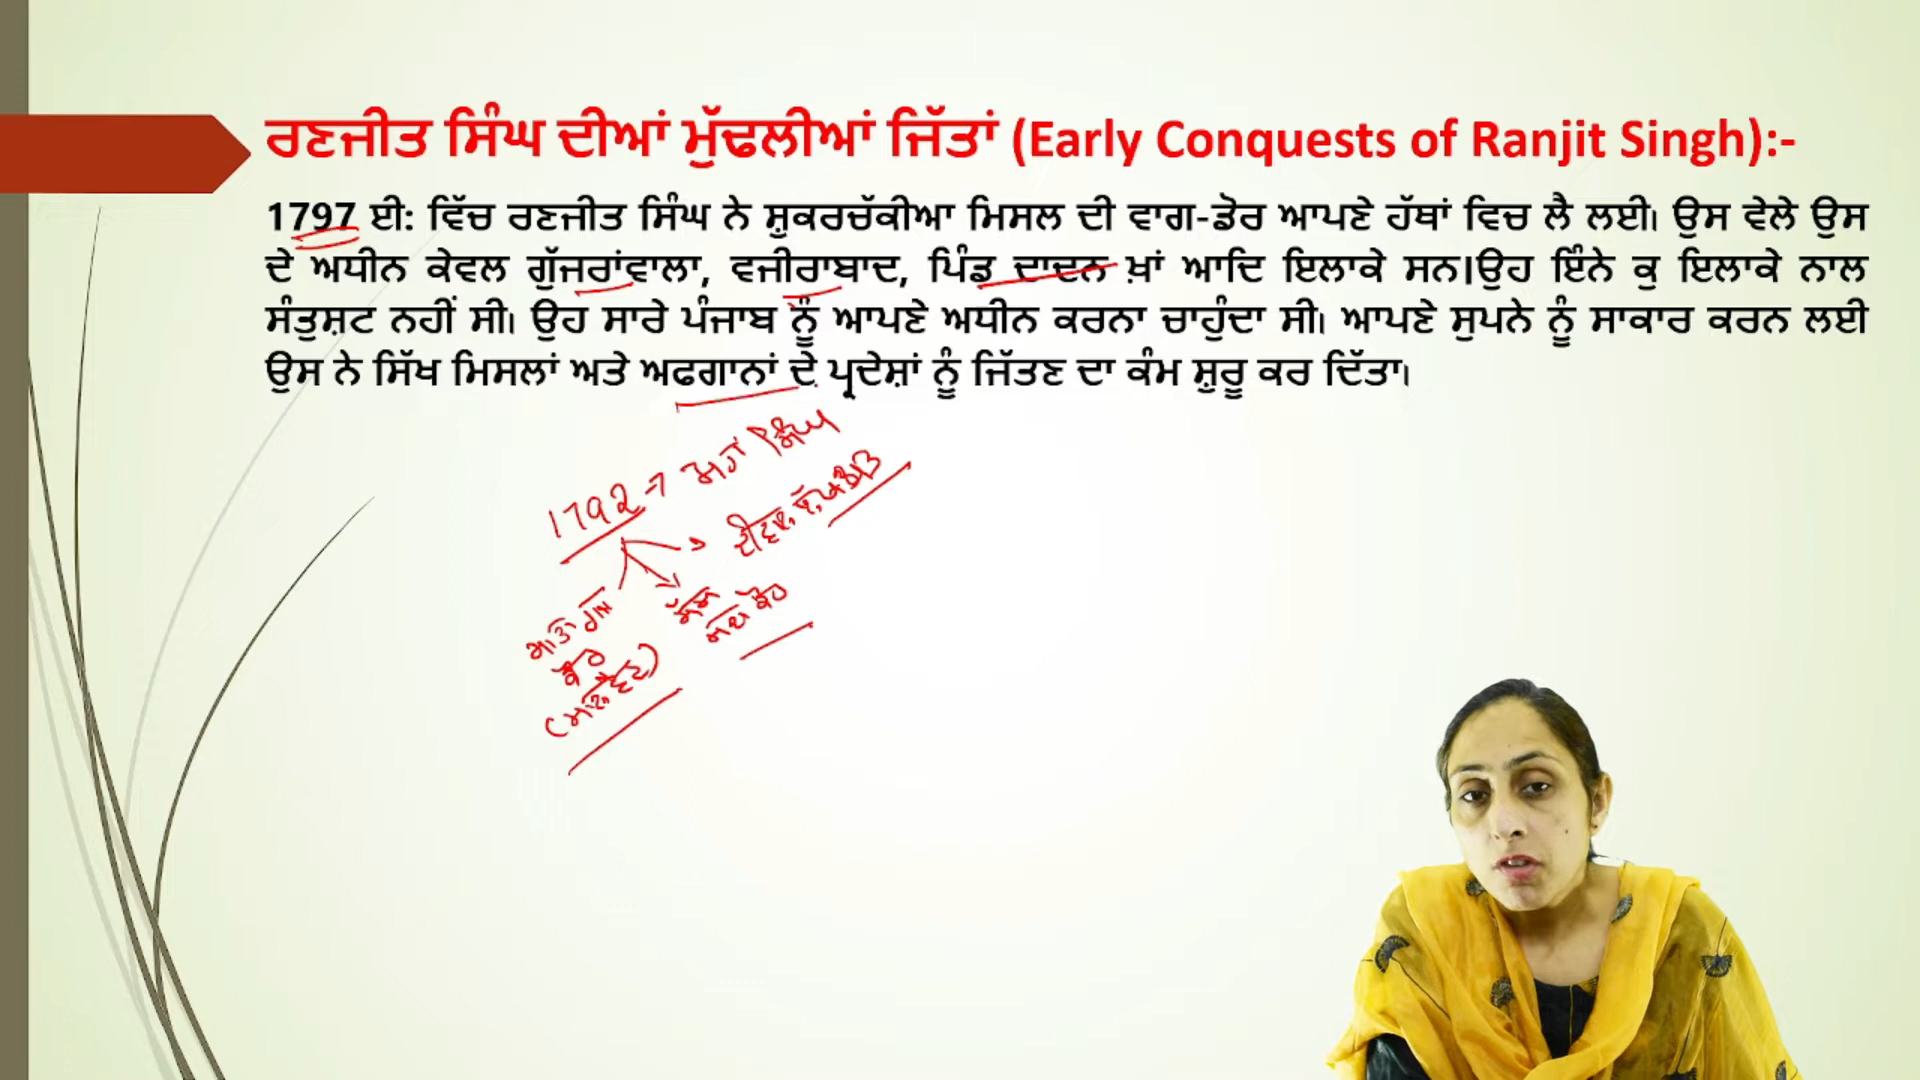 ਰਣਜੀਤ ਸਿੰਘ ਦੀਆਂ ਮੁੱਢਲੀਆਂ ਜਿੱਤਾਂ (Early Conquests of Ranjit Singh):-
1797 ਈ: ਵਿੱਚ ਰਣਜੀਤ ਸਿੰਘ ਨੇ ਸ਼ੁਕਰਚੱਕੀਆ ਮਿਸਲ ਦੀ ਵਾਗ-ਡੋਰ ਆਪਣੇ ਹੱਥਾਂ ਵਿਚ ਲੈ ਲਈ। ਉਸ ਵੇਲੇ ਉਸ
ਦੇ ਅਧੀਨ ਕੇਵਲ ਗੁੱਜਰਾਂਵਾਲਾ, ਵਜੀਰਾਬਾਦ, ਪਿੰਡ ਦਾਦਨ ਖ਼ਾਂ ਆਦਿ ਇਲਾਕੇ ਸਨ।ਉਹ ਇੰਨੇ ਕੁ ਇਲਾਕੇ ਨਾਲ
ਸੰਤੁਸ਼ਟ ਨਹੀਂ ਸੀ। ਉਹ ਸਾਰੇ ਪੰਜਾਬ ਨੂੰ ਆਪਣੇ ਅਧੀਨ ਕਰਨਾ ਚਾਹੁੰਦਾ ਸੀ। ਆਪਣੇ ਸੁਪਨੇ ਨੂੰ ਸਾਕਾਰ ਕਰਨ ਲਈ
ਉਸ ਨੇ ਸਿੱਖ ਮਿਸਲਾਂ ਅਤੇ ਅਫਗਾਨਾਂ ਦੇ ਪ੍ਰਦੇਸ਼ਾਂ ਨੂੰ ਜਿੱਤਣ ਦਾ ਕੰਮ ਸ਼ੁਰੂ ਕਰ ਦਿੱਤਾ।
1792 → ਮਹਾਂ ਸਿੰਘ
ਕੌਰ